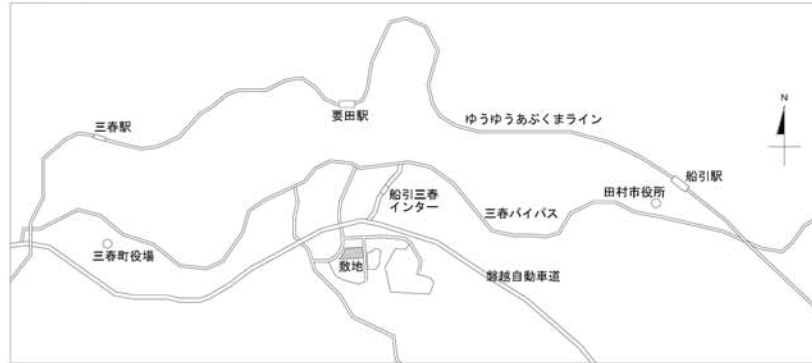 要田駅
ゆうゆうあぶくまライン
N
三春駅
船引駅
船引三春
インター
田村市役所
三春バイパス
三春町役場
敷地
磐越自動車道